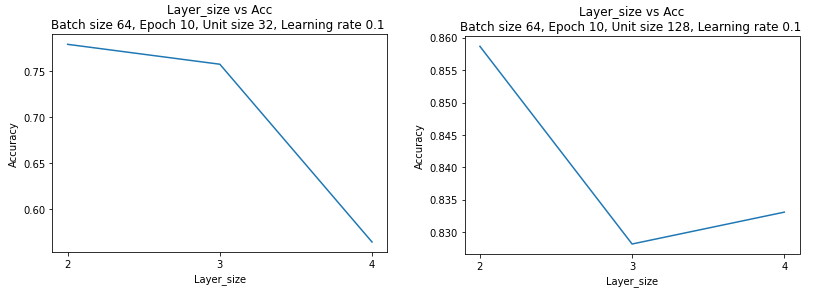 Layer_size vs Acc
Batch size 64, Epoch 10, Unit size 32, Learning rate 0.1
0.75
0.70
0.65
0.60
Accuracy
2
3
4
Layer_size
Layer_size vs Acc
Batch size 64, Epoch 10, Unit size 128, Learning rate 0.1
0.860
0.855
0.850
0.845
0.840
0.835
0.830
Accuracy
2
3
4
Layer_size